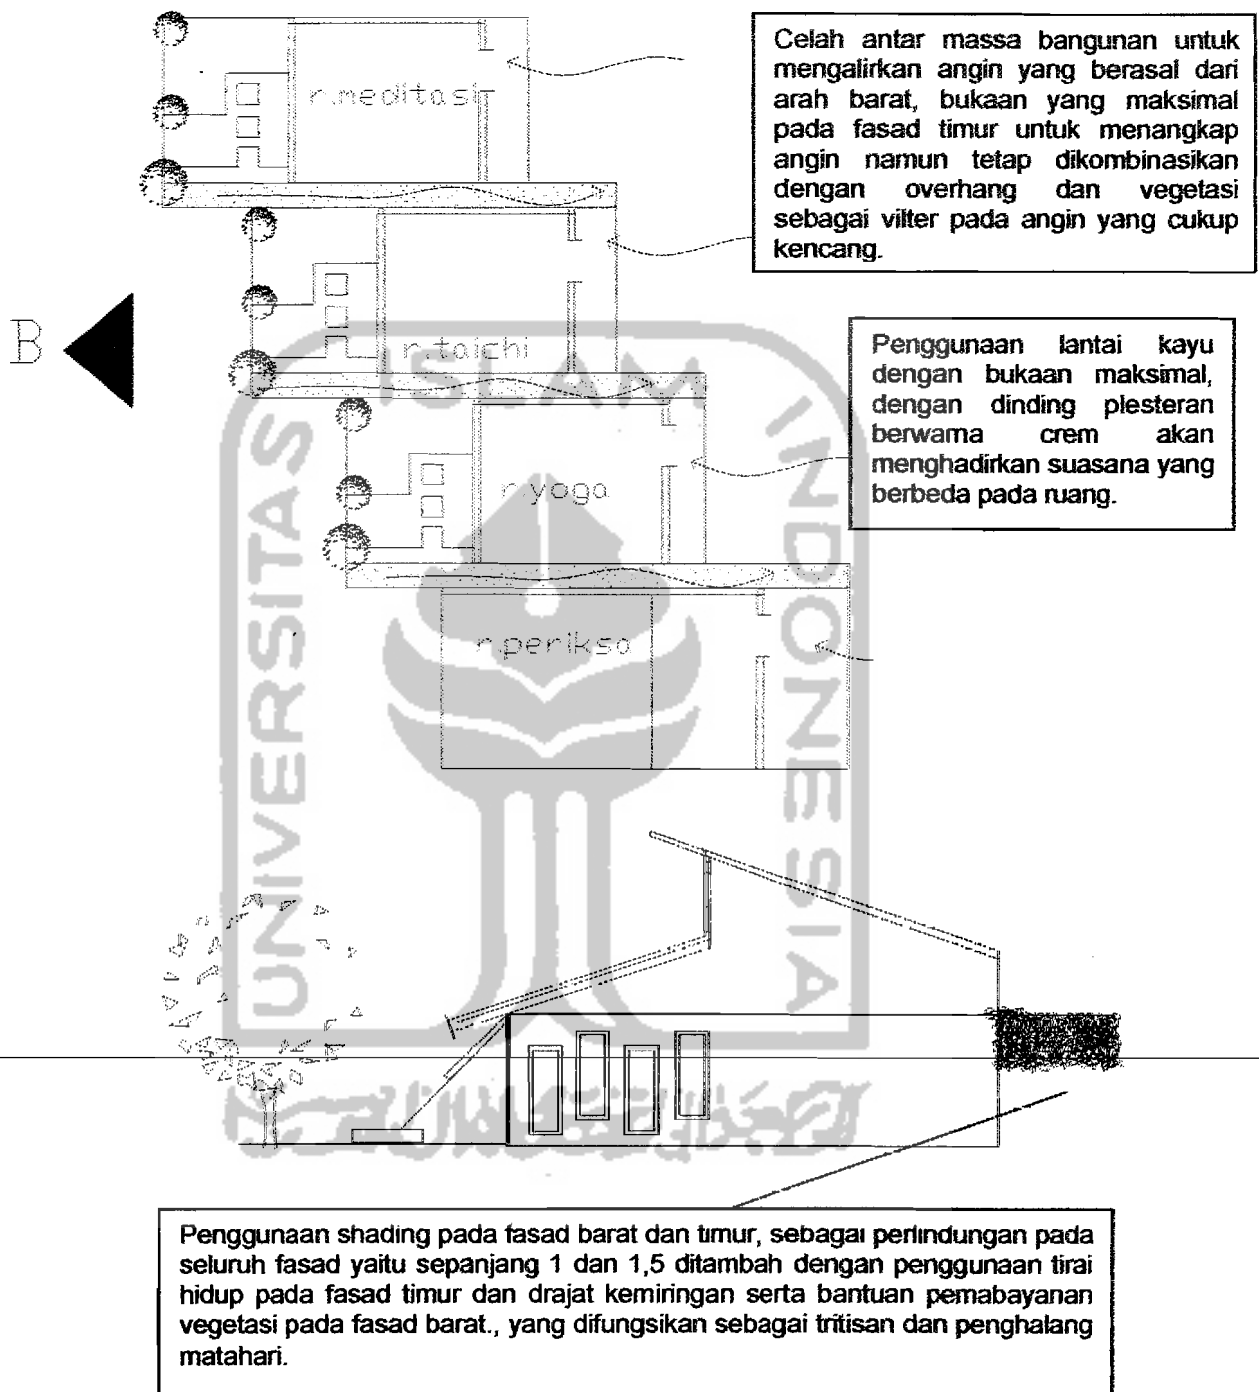 Celah antar massa bangunan untuk
mengalirkan angin yang berasal dari
arah barat, bukaan yang maksimal
pada fasad timur untuk menangkap
angin namun tetap dikombinasikan
dengan overhang dan vegetasi
sebagai vilter pada angin yang cukup
kencang.
r.meditasi
B
r.taichi
Penggunaan lantai kayu
dengan bukaan maksimal,
dengan dinding plesteran
berwarna crem akan
menghadirkan suasana yang
berbeda pada ruang.
r.yoga
r.periksa
UNIVERSITAS
ISLAM
INDONESIA
Penggunaan shading pada fasad barat dan timur, sebagai perlindungan pada
seluruh fasad yaitu sepanjang 1 dan 1,5 ditambah dengan penggunaan tirai
hidup pada fasad timur dan drajat kemiringan serta bantuan pemabayanan
vegetasi pada fasad barat., yang difungsikan sebagai tritisan dan penghalang
matahari.